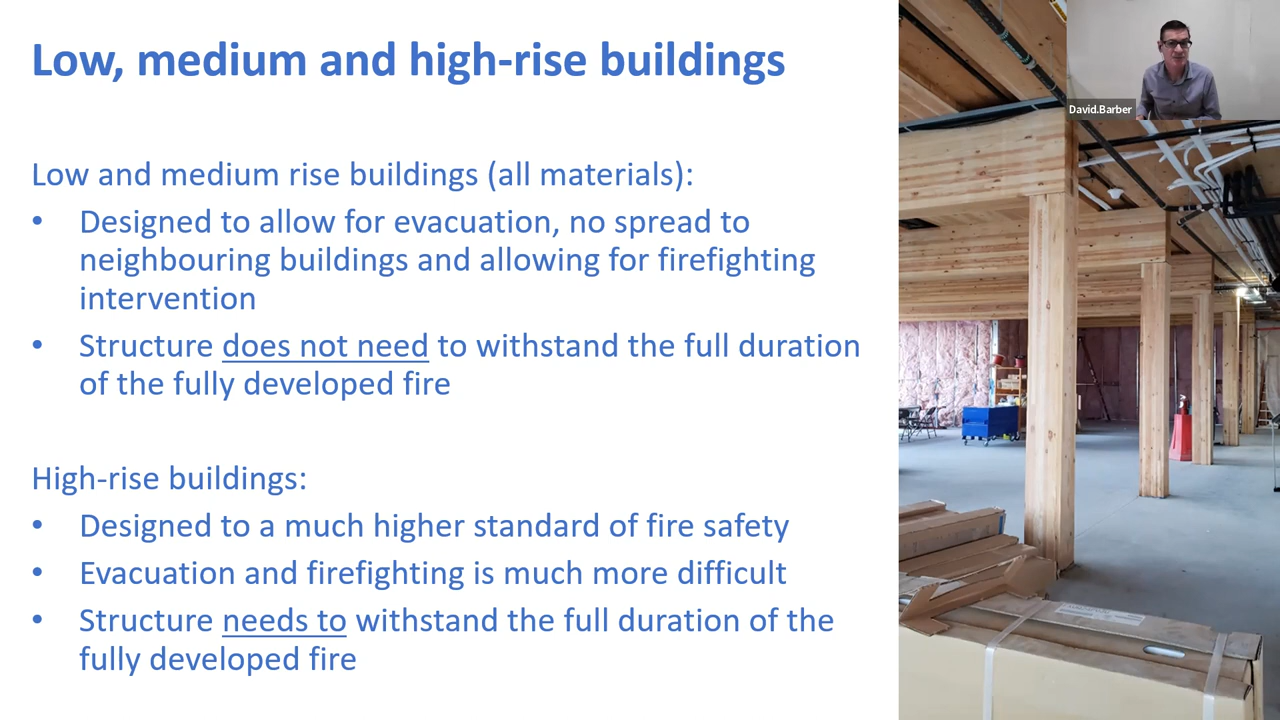 Low, medium and high-rise buildings
David.Barber
Low and medium rise buildings (all materials):
• Designed to allow for evacuation, no spread to
neighbouring buildings and allowing for firefighting
intervention
• Structure does not need to withstand the full duration
of the fully developed fire
High-rise buildings:
• Designed to a much higher standard of fire safety
• Evacuation and firefighting is much more difficult
• Structure needs to withstand the full duration of the
fully developed fire